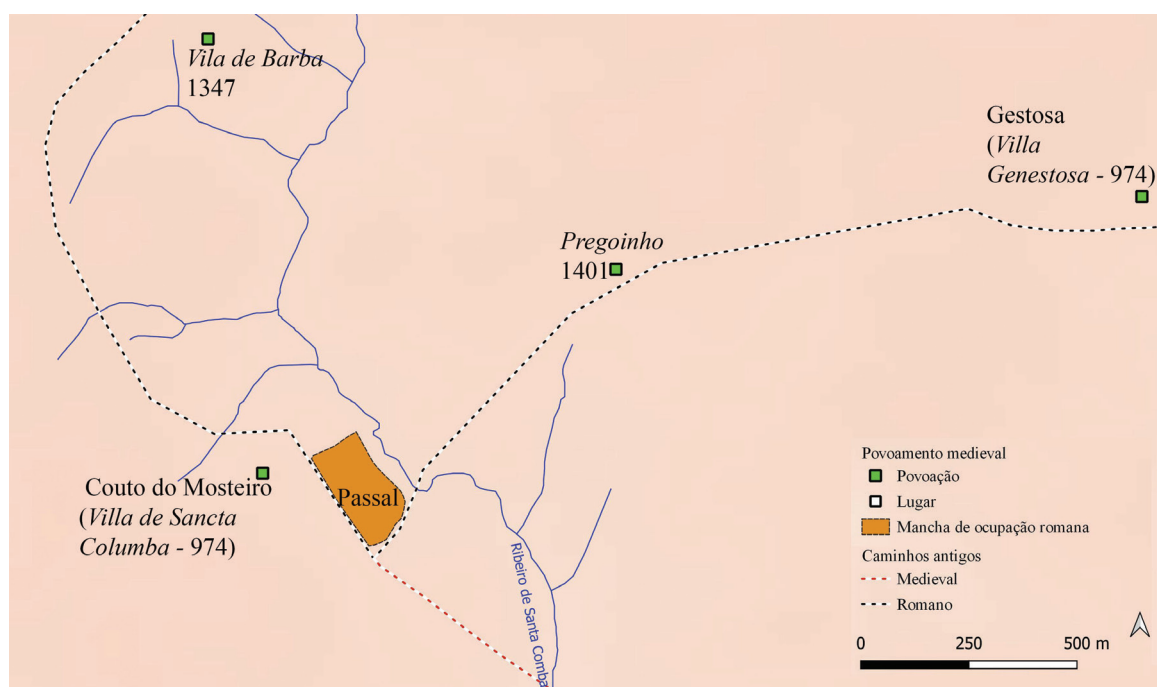 Vila de Barba
1347
Gestosa
(Villa
Genestosa - 974)
Pregoinho
1401
Couto do Mosteiro
(Villa de Sancta
Columba - 974)
Passal
Ribeiro de Santa Comba
Povoamento medieval
Povoação
Lugar
Mancha de ocupação romana
Caminhos antigos
Medieval
Romano
0 250 500 m